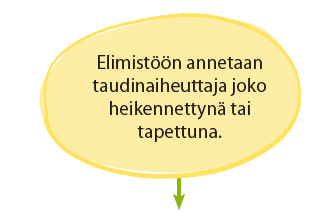 Elimistöön annetaan
taudinaiheuttaja joko
heikennettynä tai
tapettuna.